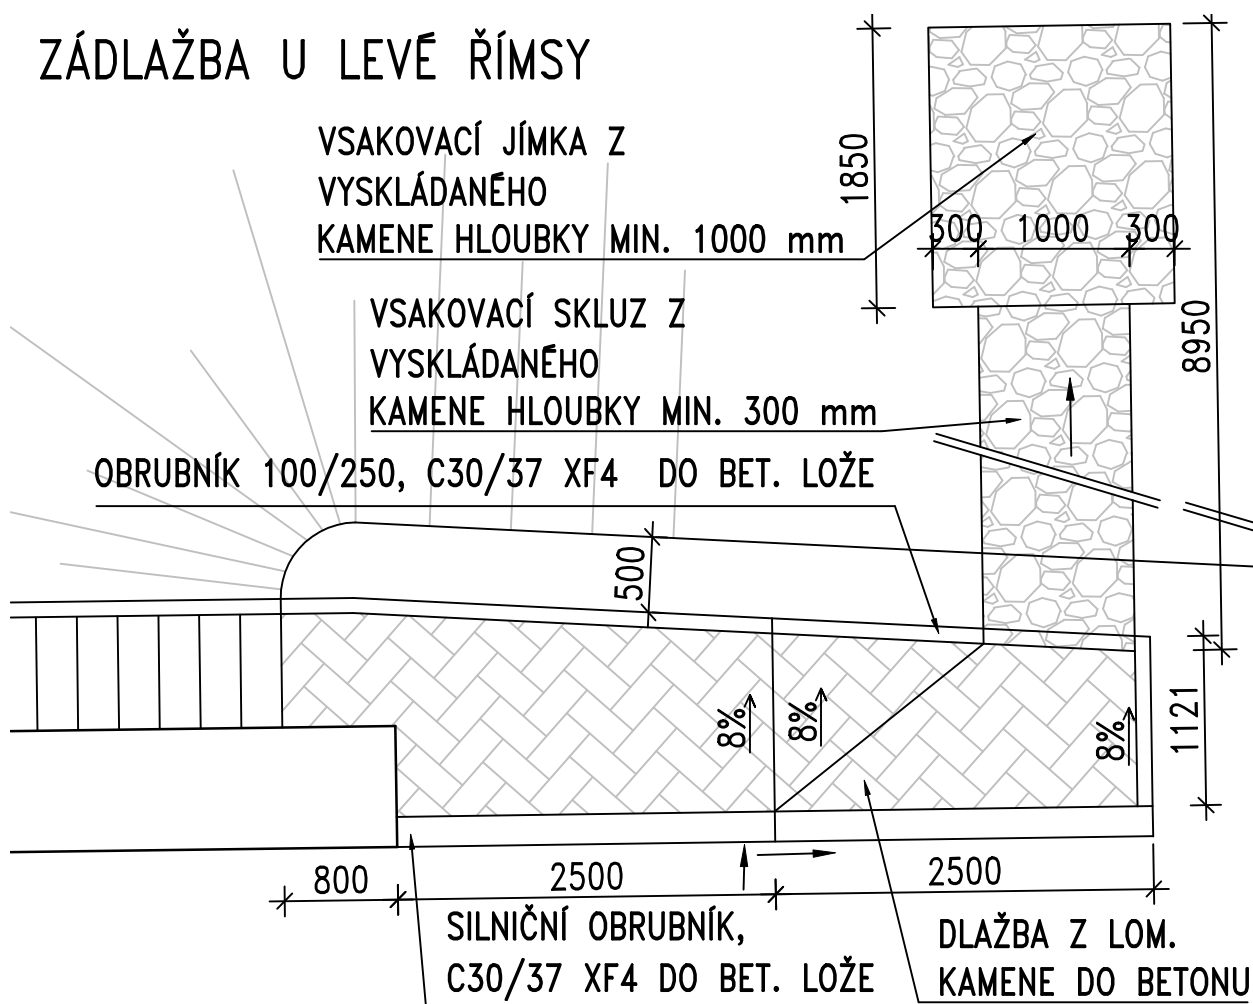 ZÁDLAŽBA U LEVÉ ŘÍMSY
VSAKOVACÍ JÍMKA Z
VYSKLÁDANÉHO
KAMENE HLOUBKY MIN. 1000 mm
1850
300 1000 300
8950
VSAKOVACÍ SKLUZ Z
VYSKLÁDANÉHO
KAMENE HLOUBKY MIN. 300 mm
OBRUBNÍK 100/250, C30/37 XF4 DO BET. LOŽE
500
8%
8%
8%
1121
800
2500
2500
SILNIČNÍ OBRUBNÍK,
C30/37 XF4 DO BET. LOŽE
DLAŽBA Z LOM.
KAMENE DO BETONU